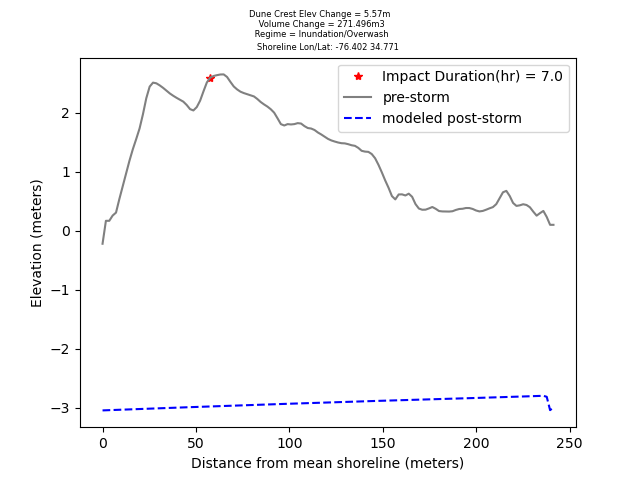 Dune Crest Elev Change = 5.57m
Volume Change = 271.496m3
Regime = Inundation/Overwash
Shoreline Lon/Lat: -76.402 34.771
Impact Duration(hr) = 7.0
pre-storm
modeled post-storm
Elevation (meters)
2
1
0
−1
−2
−3
0 50 100 150 200 250
Distance from mean shoreline (meters)